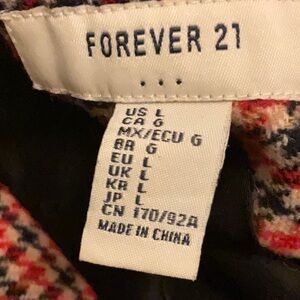 FOREVER 21
...
US L
CA G
MX/ECU G
BR G
EU L
UK L
KR L
JP L
CN 170/92A
MADE IN CHINA